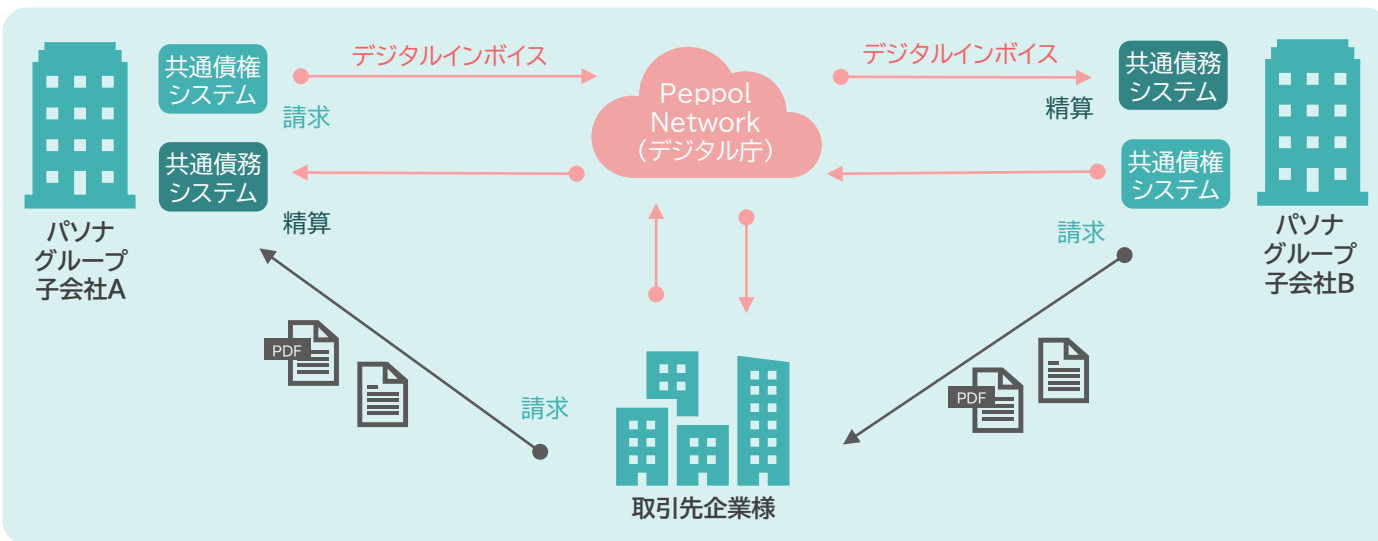 共通債権
システム
デジタルインボイス
請求
共通債務
システム
精算
パソナ
グループ
子会社A
Peppol
Network
（デジタル庁）
デジタルインボイス
共通債務
システム
精算
共通債権
システム
請求
パソナ
グループ
子会社B
PDF
請求
PDF
取引先企業様